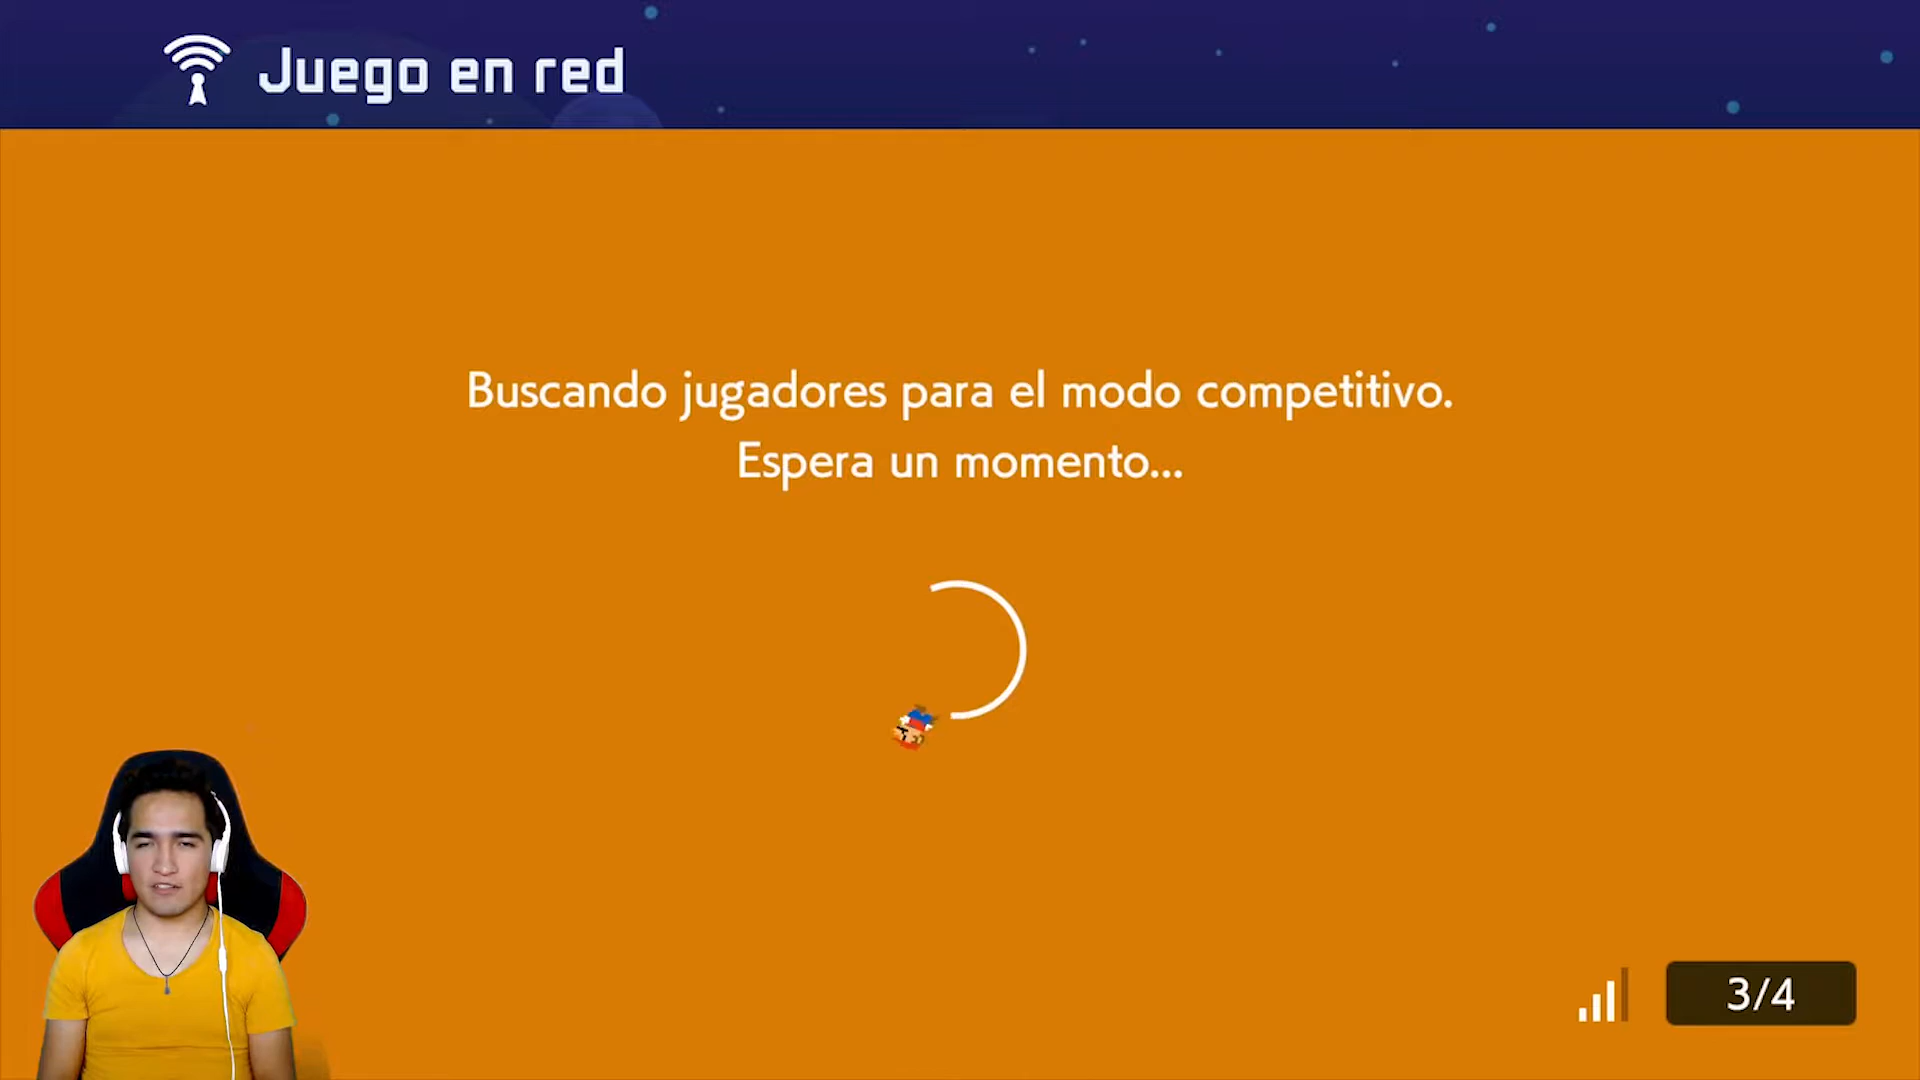 Juego en red
Buscando jugadores para el modo competitivo.
Espera un momento...
3/4